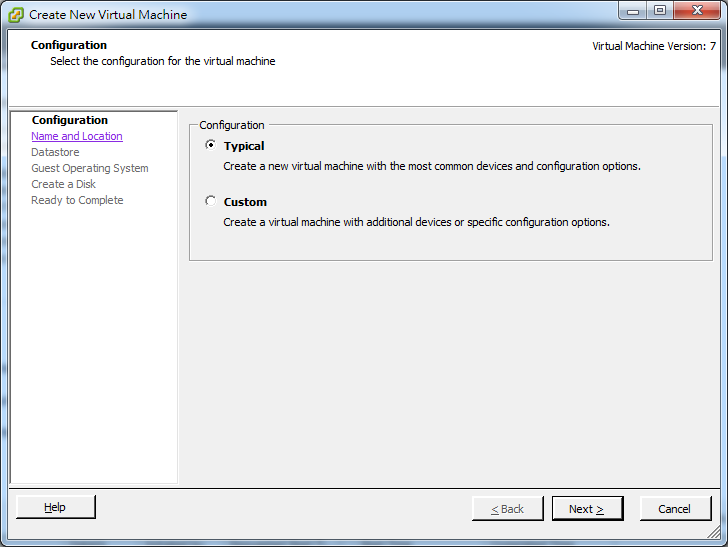 Create New Virtual Machine
Configuration
Select the configuration for the virtual machine
Virtual Machine Version: 7
Configuration
Name and Location
Datastore
Guest Operating System
Create a Disk
Ready to Complete
Configuration
Typical
Create a new virtual machine with the most common devices and configuration options.
Custom
Create a virtual machine with additional devices or specific configuration options.
Help
< Back
Next >
Cancel